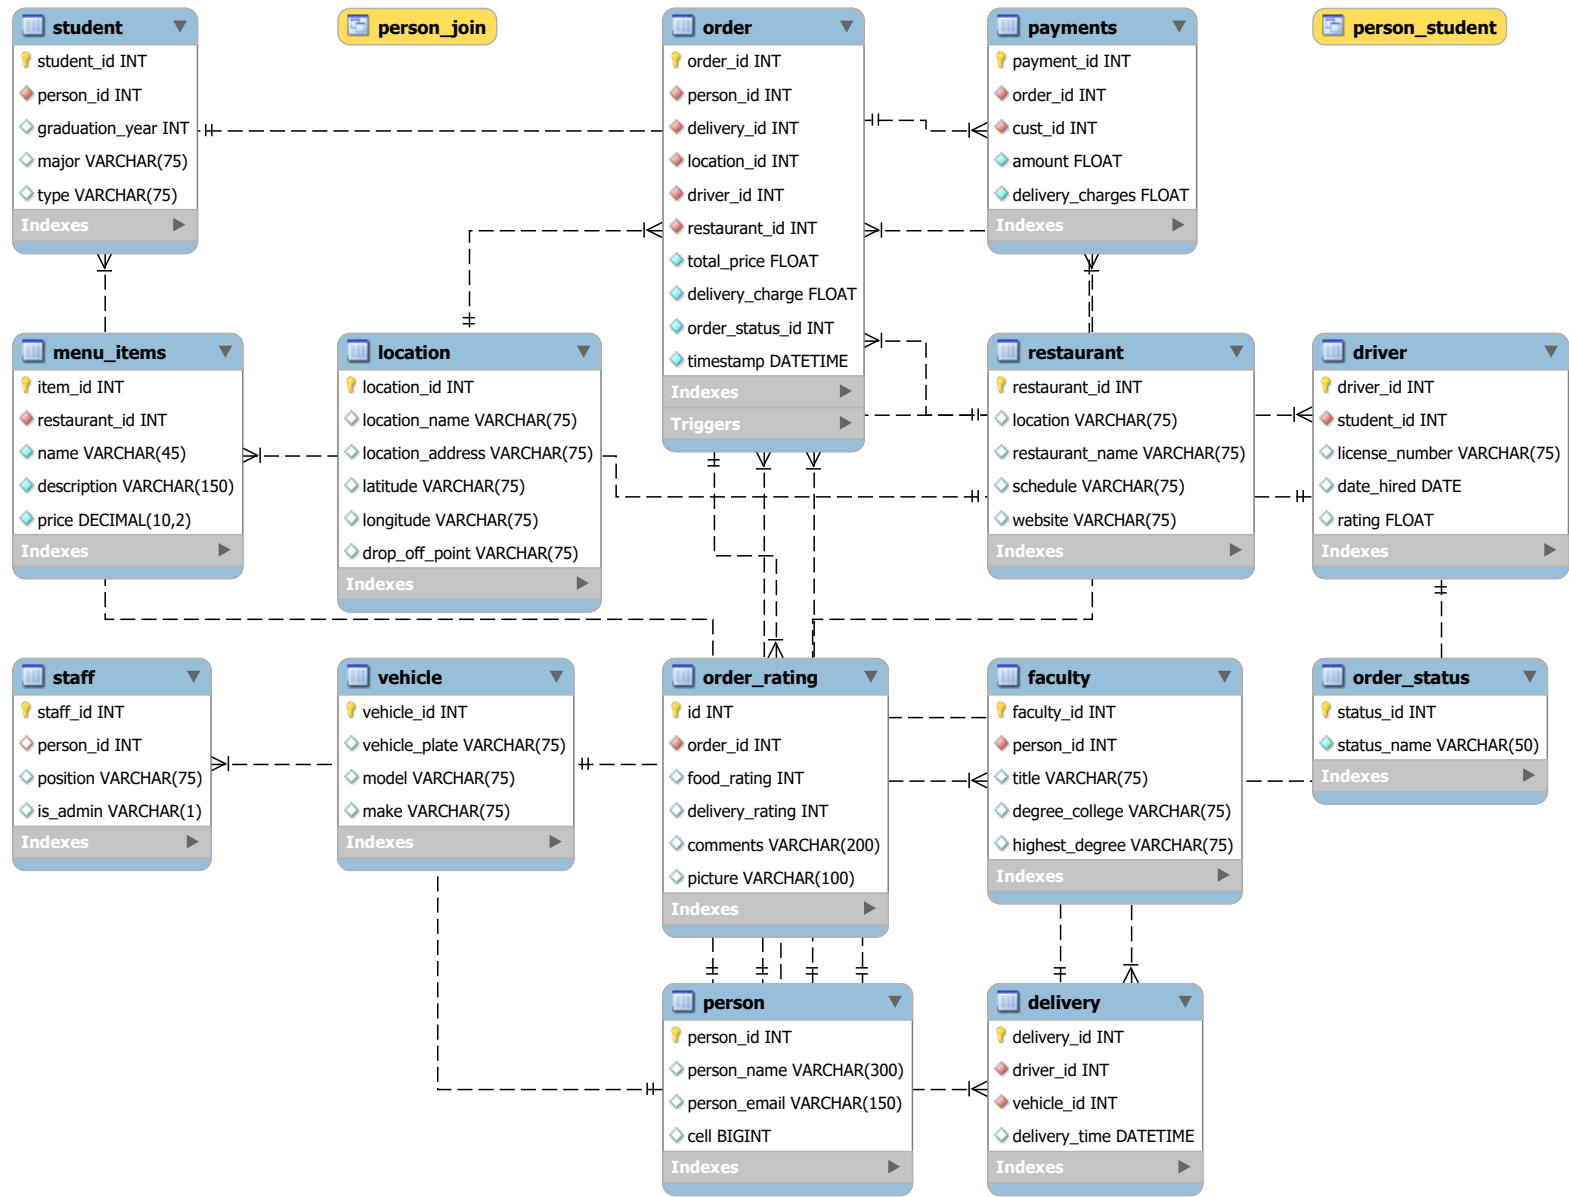 student
student_id INT
person_id INT
graduation_year INT
major VARCHAR(75)
type VARCHAR(75)
Indexes
person_join
order
order_id INT
person_id INT
delivery_id INT
location_id INT
driver_id INT
restaurant_id INT
total_price FLOAT
delivery_charge FLOAT
order_status_id INT
timestamp DATETIME
Indexes
Triggers
payments
payment_id INT
order_id INT
cust_id INT
amount FLOAT
delivery_charges FLOAT
Indexes
person_student
menu_items
item_id INT
restaurant_id INT
name VARCHAR(45)
description VARCHAR(150)
price DECIMAL(10,2)
Indexes
location
location_id INT
location_name VARCHAR(75)
location_address VARCHAR(75)
latitude VARCHAR(75)
longitude VARCHAR(75)
drop_off_point VARCHAR(75)
Indexes
restaurant
restaurant_id INT
location VARCHAR(75)
restaurant_name VARCHAR(75)
schedule VARCHAR(75)
website VARCHAR(75)
Indexes
driver
driver_id INT
student_id INT
license_number VARCHAR(75)
date_hired DATE
rating FLOAT
Indexes
staff
staff_id INT
person_id INT
position VARCHAR(75)
is_admin VARCHAR(1)
Indexes
vehicle
vehicle_id INT
vehicle_plate VARCHAR(75)
model VARCHAR(75)
make VARCHAR(75)
Indexes
order_rating
id INT
order_id INT
food_rating INT
delivery_rating INT
comments VARCHAR(200)
picture VARCHAR(100)
Indexes
faculty
faculty_id INT
person_id INT
title VARCHAR(75)
degree_college VARCHAR(75)
highest_degree VARCHAR(75)
Indexes
order_status
status_id INT
status_name VARCHAR(50)
Indexes
person
person_id INT
person_name VARCHAR(300)
person_email VARCHAR(150)
cell BIGINT
Indexes
delivery
delivery_id INT
driver_id INT
vehicle_id INT
delivery_time DATETIME
Indexes